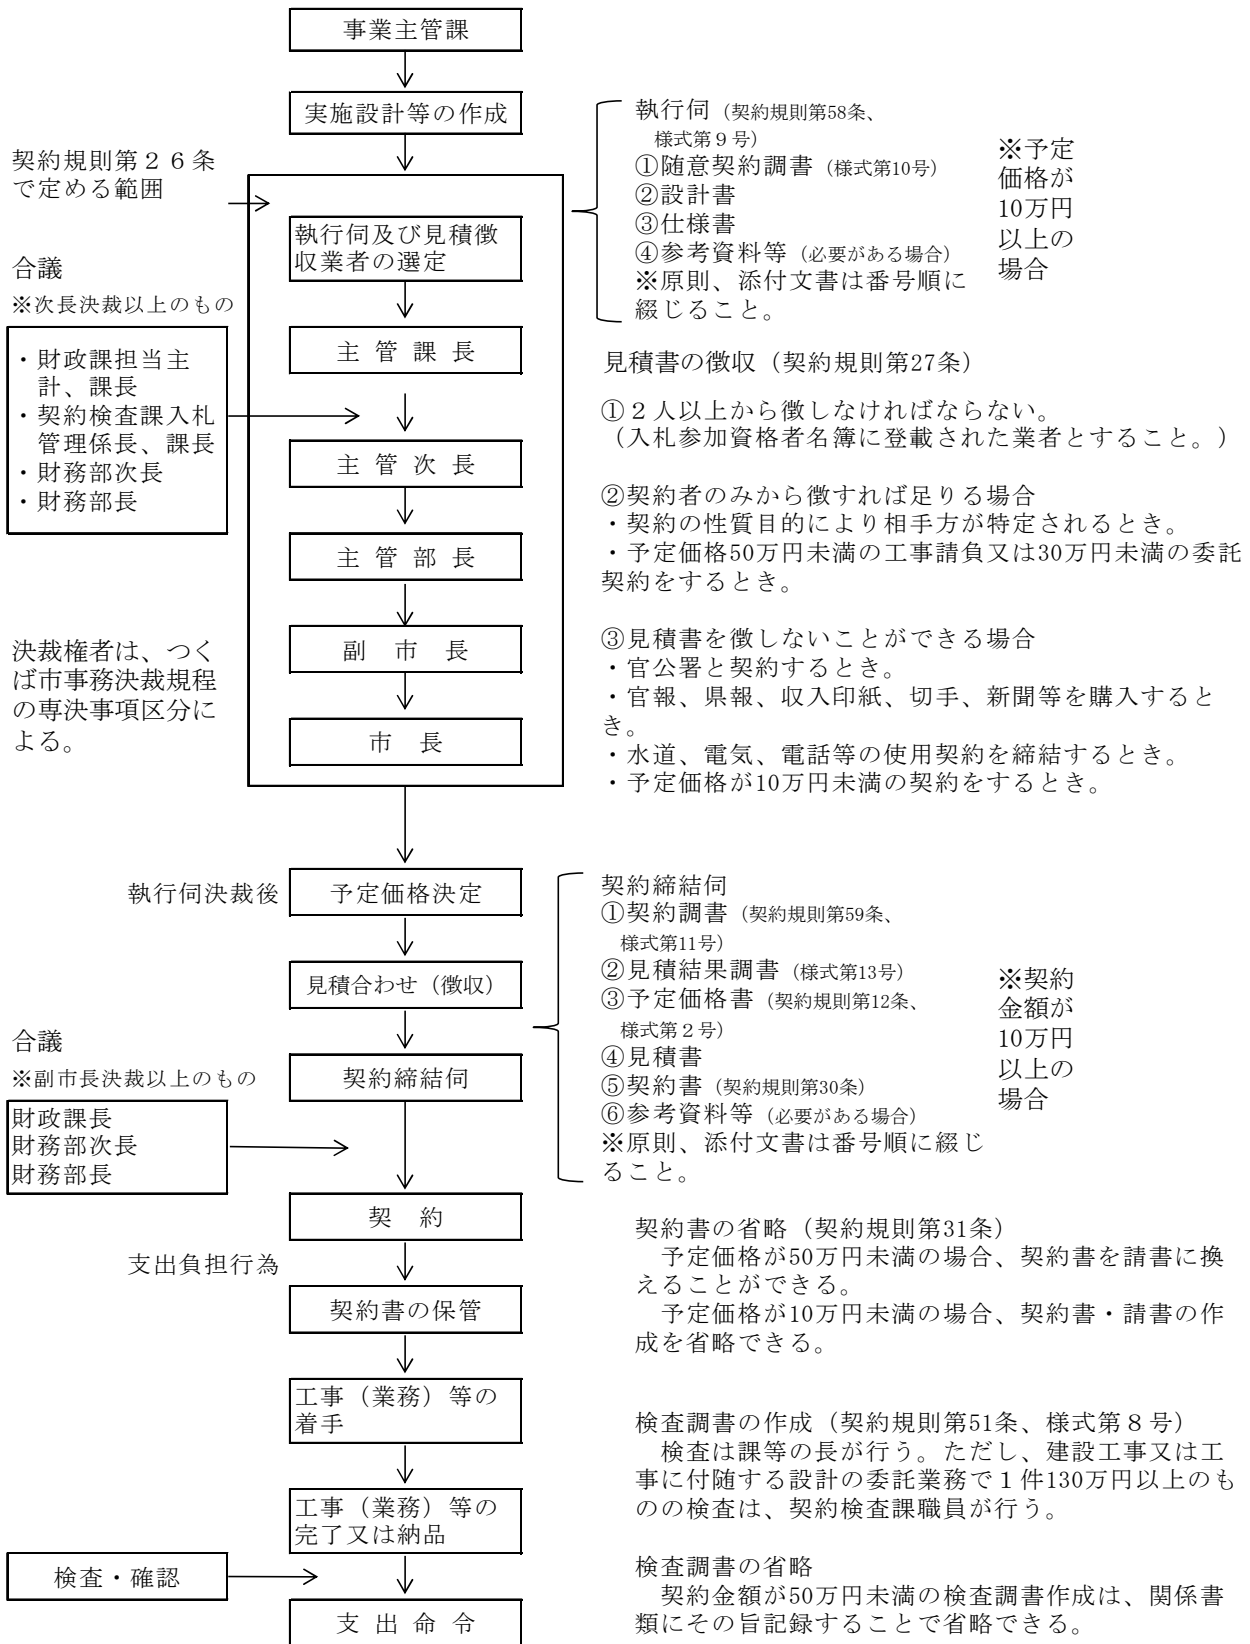 事業主管課
実施設計等の作成
契約規則第２６条
で定める範囲
執行伺及び見積徴
収業者の選定
合議
※次長決裁以上のもの
・財政課担当主
計、課長
・契約検査課入札
管理係長、課長
・財務部次長
・財務部長
主 管 課 長
主 管 次 長
主 管 部 長
副 市 長
市 長
決裁権者は、つく
ば市事務決裁規程
の専決事項区分に
よる。
執行伺（契約規則第58条、
様式第９号）
①随意契約調書（様式第10号）
②設計書
③仕様書
④参考資料等（必要がある場合）
※原則、添付文書は番号順に
綴じること。
※予定
価格が
10万円
以上の
場合
見積書の徴収（契約規則第27条）
①２人以上から徴しなければならない。
（入札参加資格者名簿に登載された業者とすること。）
②契約者のみから徴すれば足りる場合
・契約の性質目的により相手方が特定されるとき。
・予定価格50万円未満の工事請負又は30万円未満の委託
契約をするとき。
③見積書を徴しないことができる場合
・官公署と契約するとき。
・官報、県報、収入印紙、切手、新聞等を購入すると
き。
・水道、電気、電話等の使用契約を締結するとき。
・予定価格が10万円未満の契約をするとき。
執行伺決裁後
予定価格決定
見積合わせ（徴収）
契約締結伺
合議
※副市長決裁以上のもの
財政課長
財務部次長
財務部長
契約締結伺
①契約調書（契約規則第59条、
様式第11号）
②見積結果調書（様式第13号）
③予定価格書（契約規則第12条、
様式第２号）
④見積書
⑤契約書（契約規則第30条）
⑥参考資料等（必要がある場合）
※原則、添付文書は番号順に綴じ
ること。
※契約
金額が
10万円
以上の
場合
契 約
支出負担行為
契約書の保管
工事（業務）等の
着手
工事（業務）等の
完了又は納品
検査・確認
支 出 命 令
契約書の省略（契約規則第31条）
予定価格が50万円未満の場合、契約書を請書に換
えることができる。
予定価格が10万円未満の場合、契約書・請書の作
成を省略できる。
検査調書の作成（契約規則第51条、様式第８号）
検査は課等の長が行う。ただし、建設工事又は工
事に付随する設計の委託業務で１件130万円以上のも
のの検査は、契約検査課職員が行う。
検査調書の省略
契約金額が50万円未満の検査調書作成は、関係書
類にその旨記録することで省略できる。